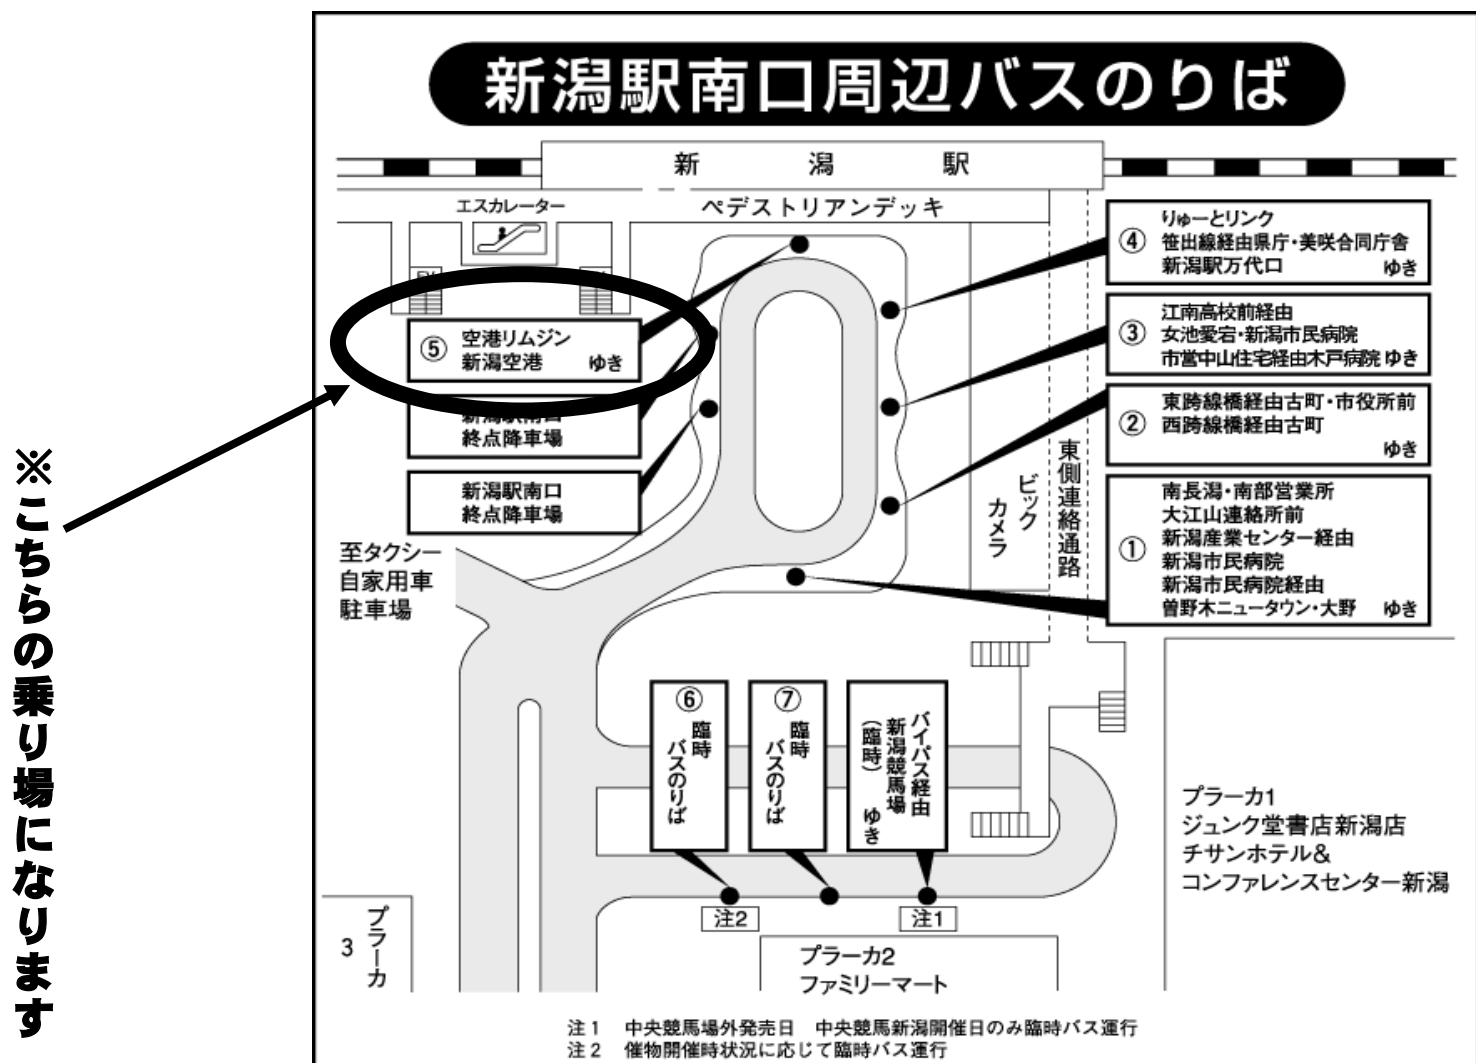 新潟駅南口周辺バスのりば
新潟駅
エスカレーター
ペデストリアンデッキ
④
りゅーとリンク
笹出線経由県庁・美咲合同庁舎
新潟駅万代口 ゆき
③
江南高校前経由
女池愛宕・新潟市民病院
市営中山住宅経由木戸病院 ゆき
②
東跨線橋経由古町・市役所前
西跨線橋経由古町
ゆき
①
南長潟・南部営業所
大江山連絡所前
新潟産業センター経由
新潟市民病院
新潟市民病院経由
曽野木ニュータウン・大野 ゆき
⑤
空港リムジン
新潟空港 ゆき
新潟駅南口
終点降車場
新潟駅南口
終点降車場
※こちらの乗り場になります
至タクシー
自家用車
駐車場
ビック
カメラ
東側連絡通路
⑥
臨時
バスのりば
⑦
臨時
バスのりば
バイパス経由
新潟競馬場
(臨時) ゆき
注2
注1
プラーカ1
ジュンク堂書店新潟店
チサンホテル&
コンファレンスセンター新潟
プラーカ
3
プラーカ2
ファミリーマート
注1 中央競馬場外発売日 中央競馬新潟開催日のみ臨時バス運行
注2 催物開催時状況に応じて臨時バス運行